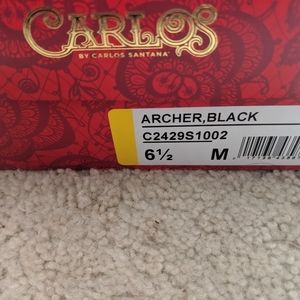 CARLOS
BY CARLOS SANTANA
ARCHER,BLACK
C2429S1002
6½ M